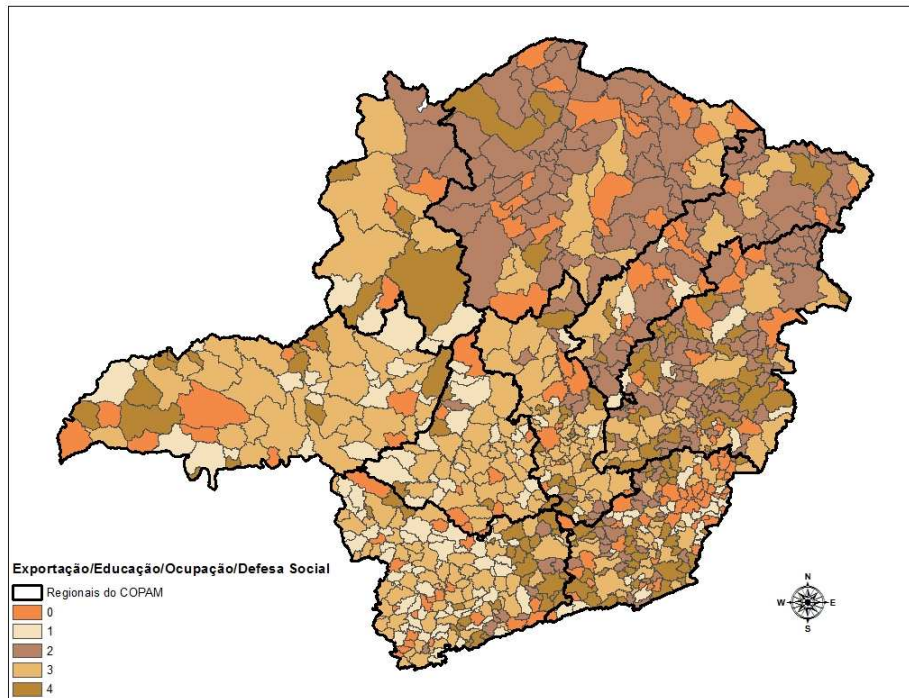 Exportação/Educação/Ocupação/Defesa Social
Regionais do COPAM
0
1
2
3
4
N
W E
S